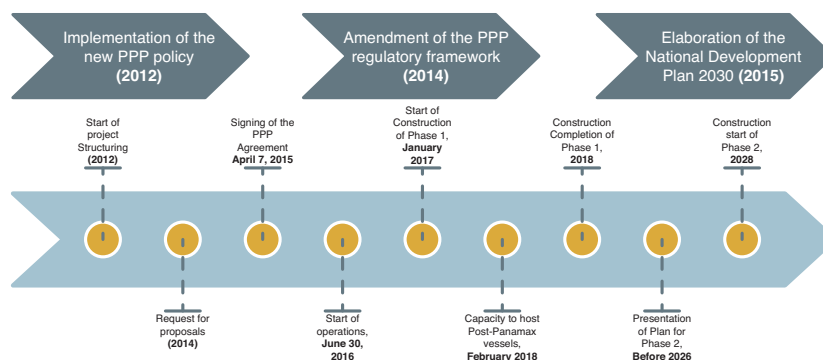 Implementation of the
new PPP policy
(2012)
Amendment of the PPP
regulatory framework
(2014)
Elaboration of the
National Development
Plan 2030 (2015)
Start of
project
Structuring
(2012)
Signing of the
PPP
Agreement
April 7, 2015
Start of
Construction
of Phase 1,
January
2017
Construction
Completion of
Phase 1,
2018
Construction
start of
Phase 2,
2028
Request for
proposals
(2014)
Start of
operations,
June 30,
2016
Capacity to host
Post-Panamax
vessels,
February 2018
Presentation
of Plan for
Phase 2,
Before 2026